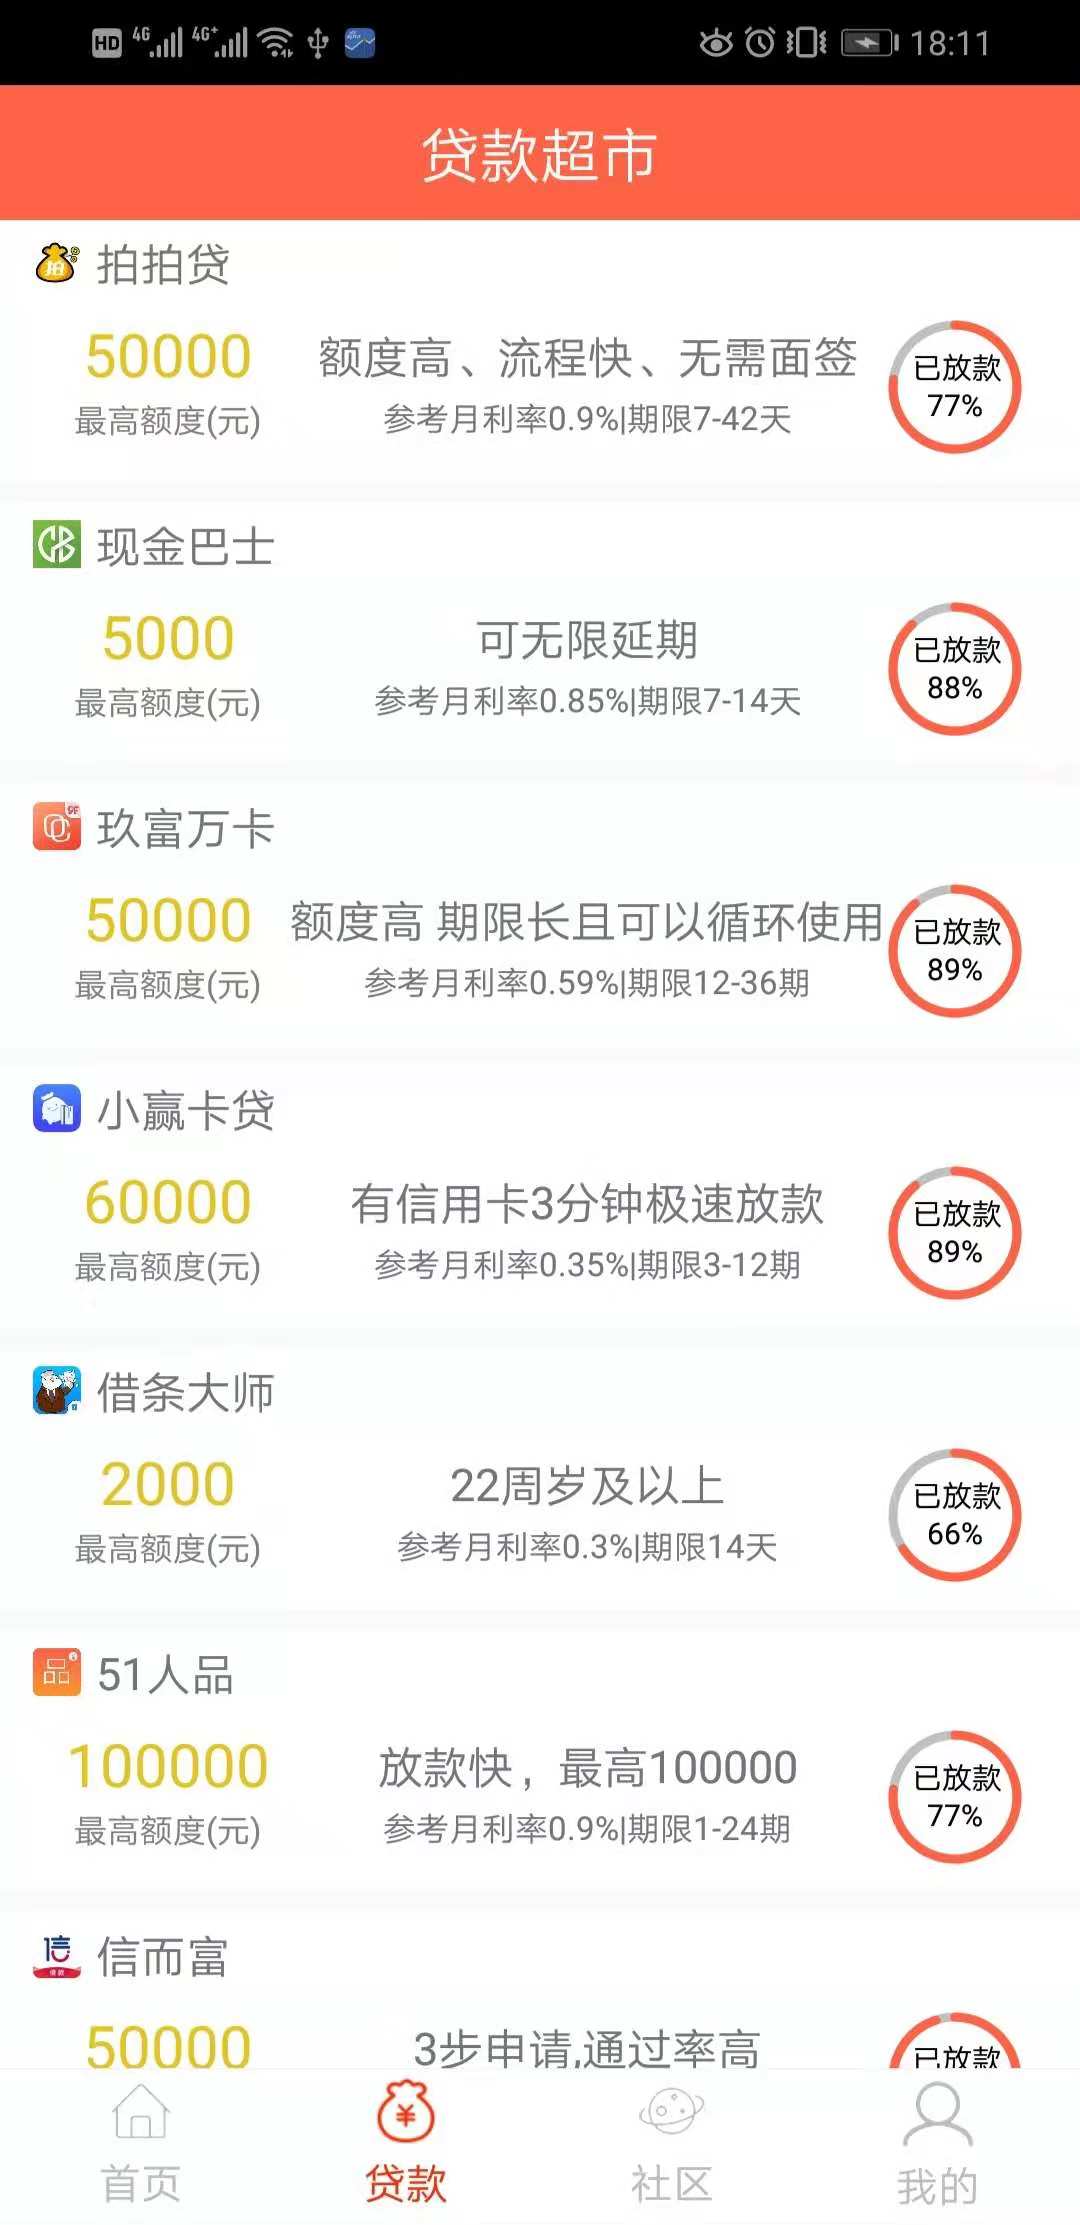 HD 4G 4G+ 18:11
贷款超市
拍
拍拍贷
50000
额度高、流程快、无需面签
已放款
77%
最高额度(元)
参考月利率0.9%|期限7-42天
现金巴士
5000
可无限延期
已放款
88%
最高额度(元)
参考月利率0.85%|期限7-14天
9F
玖富万卡
50000
额度高 期限长且可以循环使用
已放款
89%
最高额度(元)
参考月利率0.59%|期限12-36期
小赢卡贷
60000
有信用卡3分钟极速放款
已放款
89%
最高额度(元)
参考月利率0.35%|期限3-12期
借条大师
2000
22周岁及以上
已放款
66%
最高额度(元)
参考月利率0.3%|期限14天
品
51人品
100000
放款快，最高100000
已放款
77%
最高额度(元)
参考月利率0.9%|期限1-24期
信
借款
信而富
50000
3步申请,通过率高
已放款
首页
¥
贷款
社区
我的